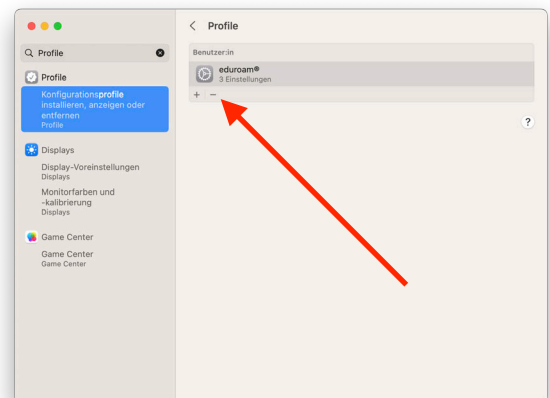 Profile
Profile
Benutzer:in
eduroam®
3 Einstellungen
+ −
?
Profile
Konfigurationsprofile
installieren, anzeigen oder
entfernen
Profile
Displays
Display-Voreinstellungen
Displays
Monitorfarben und
-kalibrierung
Displays
Game Center
Game Center
Game Center